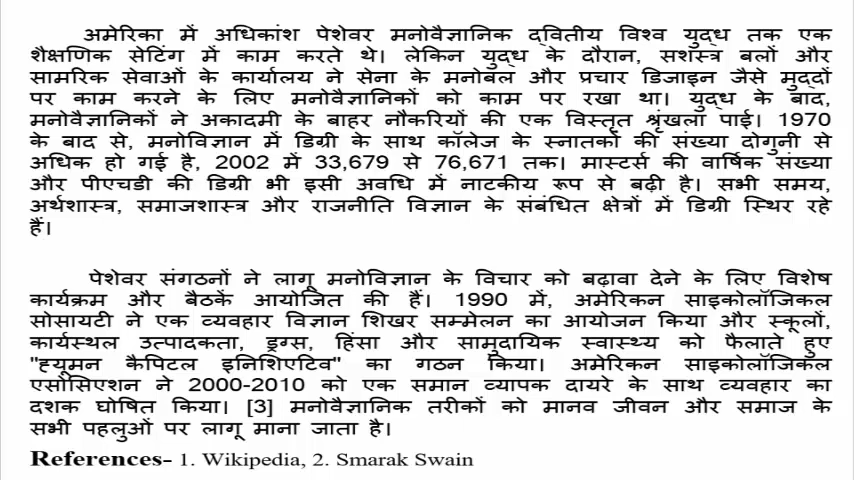 अमेरिका में अधिकांश पेशेवर मनोवैज्ञानिक द्वितीय विश्व युद्ध तक एक
शैक्षणिक सेटिंग में काम करते थे। लेकिन युद्ध के दौरान, सशस्त्र बलों और
सामरिक सेवाओं के कार्यालय ने सेना के मनोबल और प्रचार डिजाइन जैसे मुद्दों
पर काम करने के लिए मनोवैज्ञानिकों को काम पर रखा था। युद्ध के बाद,
मनोवैज्ञानिकों ने अकादमी के बाहर नौकरियों की एक विस्तृत श्रृंखला पाई। 1970
के बाद से, मनोविज्ञान में डिग्री के साथ कॉलेज के स्नातकों की संख्या दोगुनी से
अधिक हो गई है, 2002 में 33,679 से 76,671 तक। मास्टर्स की वार्षिक संख्या
और पीएचडी की डिग्री भी इसी अवधि में नाटकीय रूप से बढ़ी है। सभी समय,
अर्थशास्त्र, समाजशास्त्र और राजनीति विज्ञान के संबंधित क्षेत्रों में डिग्री स्थिर रहे
हैं।
पेशेवर संगठनों ने लागू मनोविज्ञान के विचार को बढ़ावा देने के लिए विशेष
कार्यक्रम और बैठकें आयोजित की हैं। 1990 में, अमेरिकन साइकोलॉजिकल
सोसायटी ने एक व्यवहार विज्ञान शिखर सम्मेलन का आयोजन किया और स्कूलों,
कार्यस्थल उत्पादकता, ड्रग्स, हिंसा और सामुदायिक स्वास्थ्य को फैलाते हुए
"ह्यूमन कैपिटल इनिशिएटिव" का गठन किया। अमेरिकन साइकोलॉजिकल
एसोसिएशन ने 2000-2010 को एक समान व्यापक दायरे के साथ व्यवहार का
दशक घोषित किया। [3] मनोवैज्ञानिक तरीकों को मानव जीवन और समाज के
सभी पहलुओं पर लागू माना जाता है।
References- 1. Wikipedia, 2. Smarak Swain